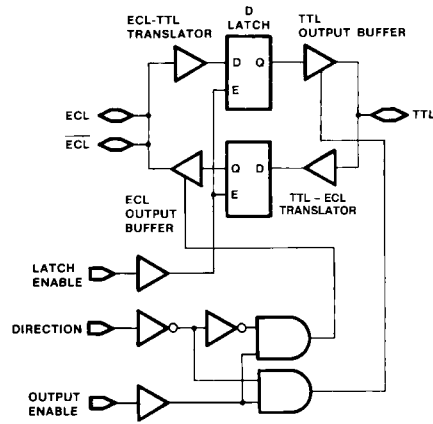 ECL-TTL
TRANSLATOR
D
LATCH
TTL
OUTPUT BUFFER
D Q
E
ECL
ECL
TTL
Q D
E
ECL
OUTPUT
BUFFER
TTL – ECL
TRANSLATOR
LATCH
ENABLE
DIRECTION
OUTPUT
ENABLE